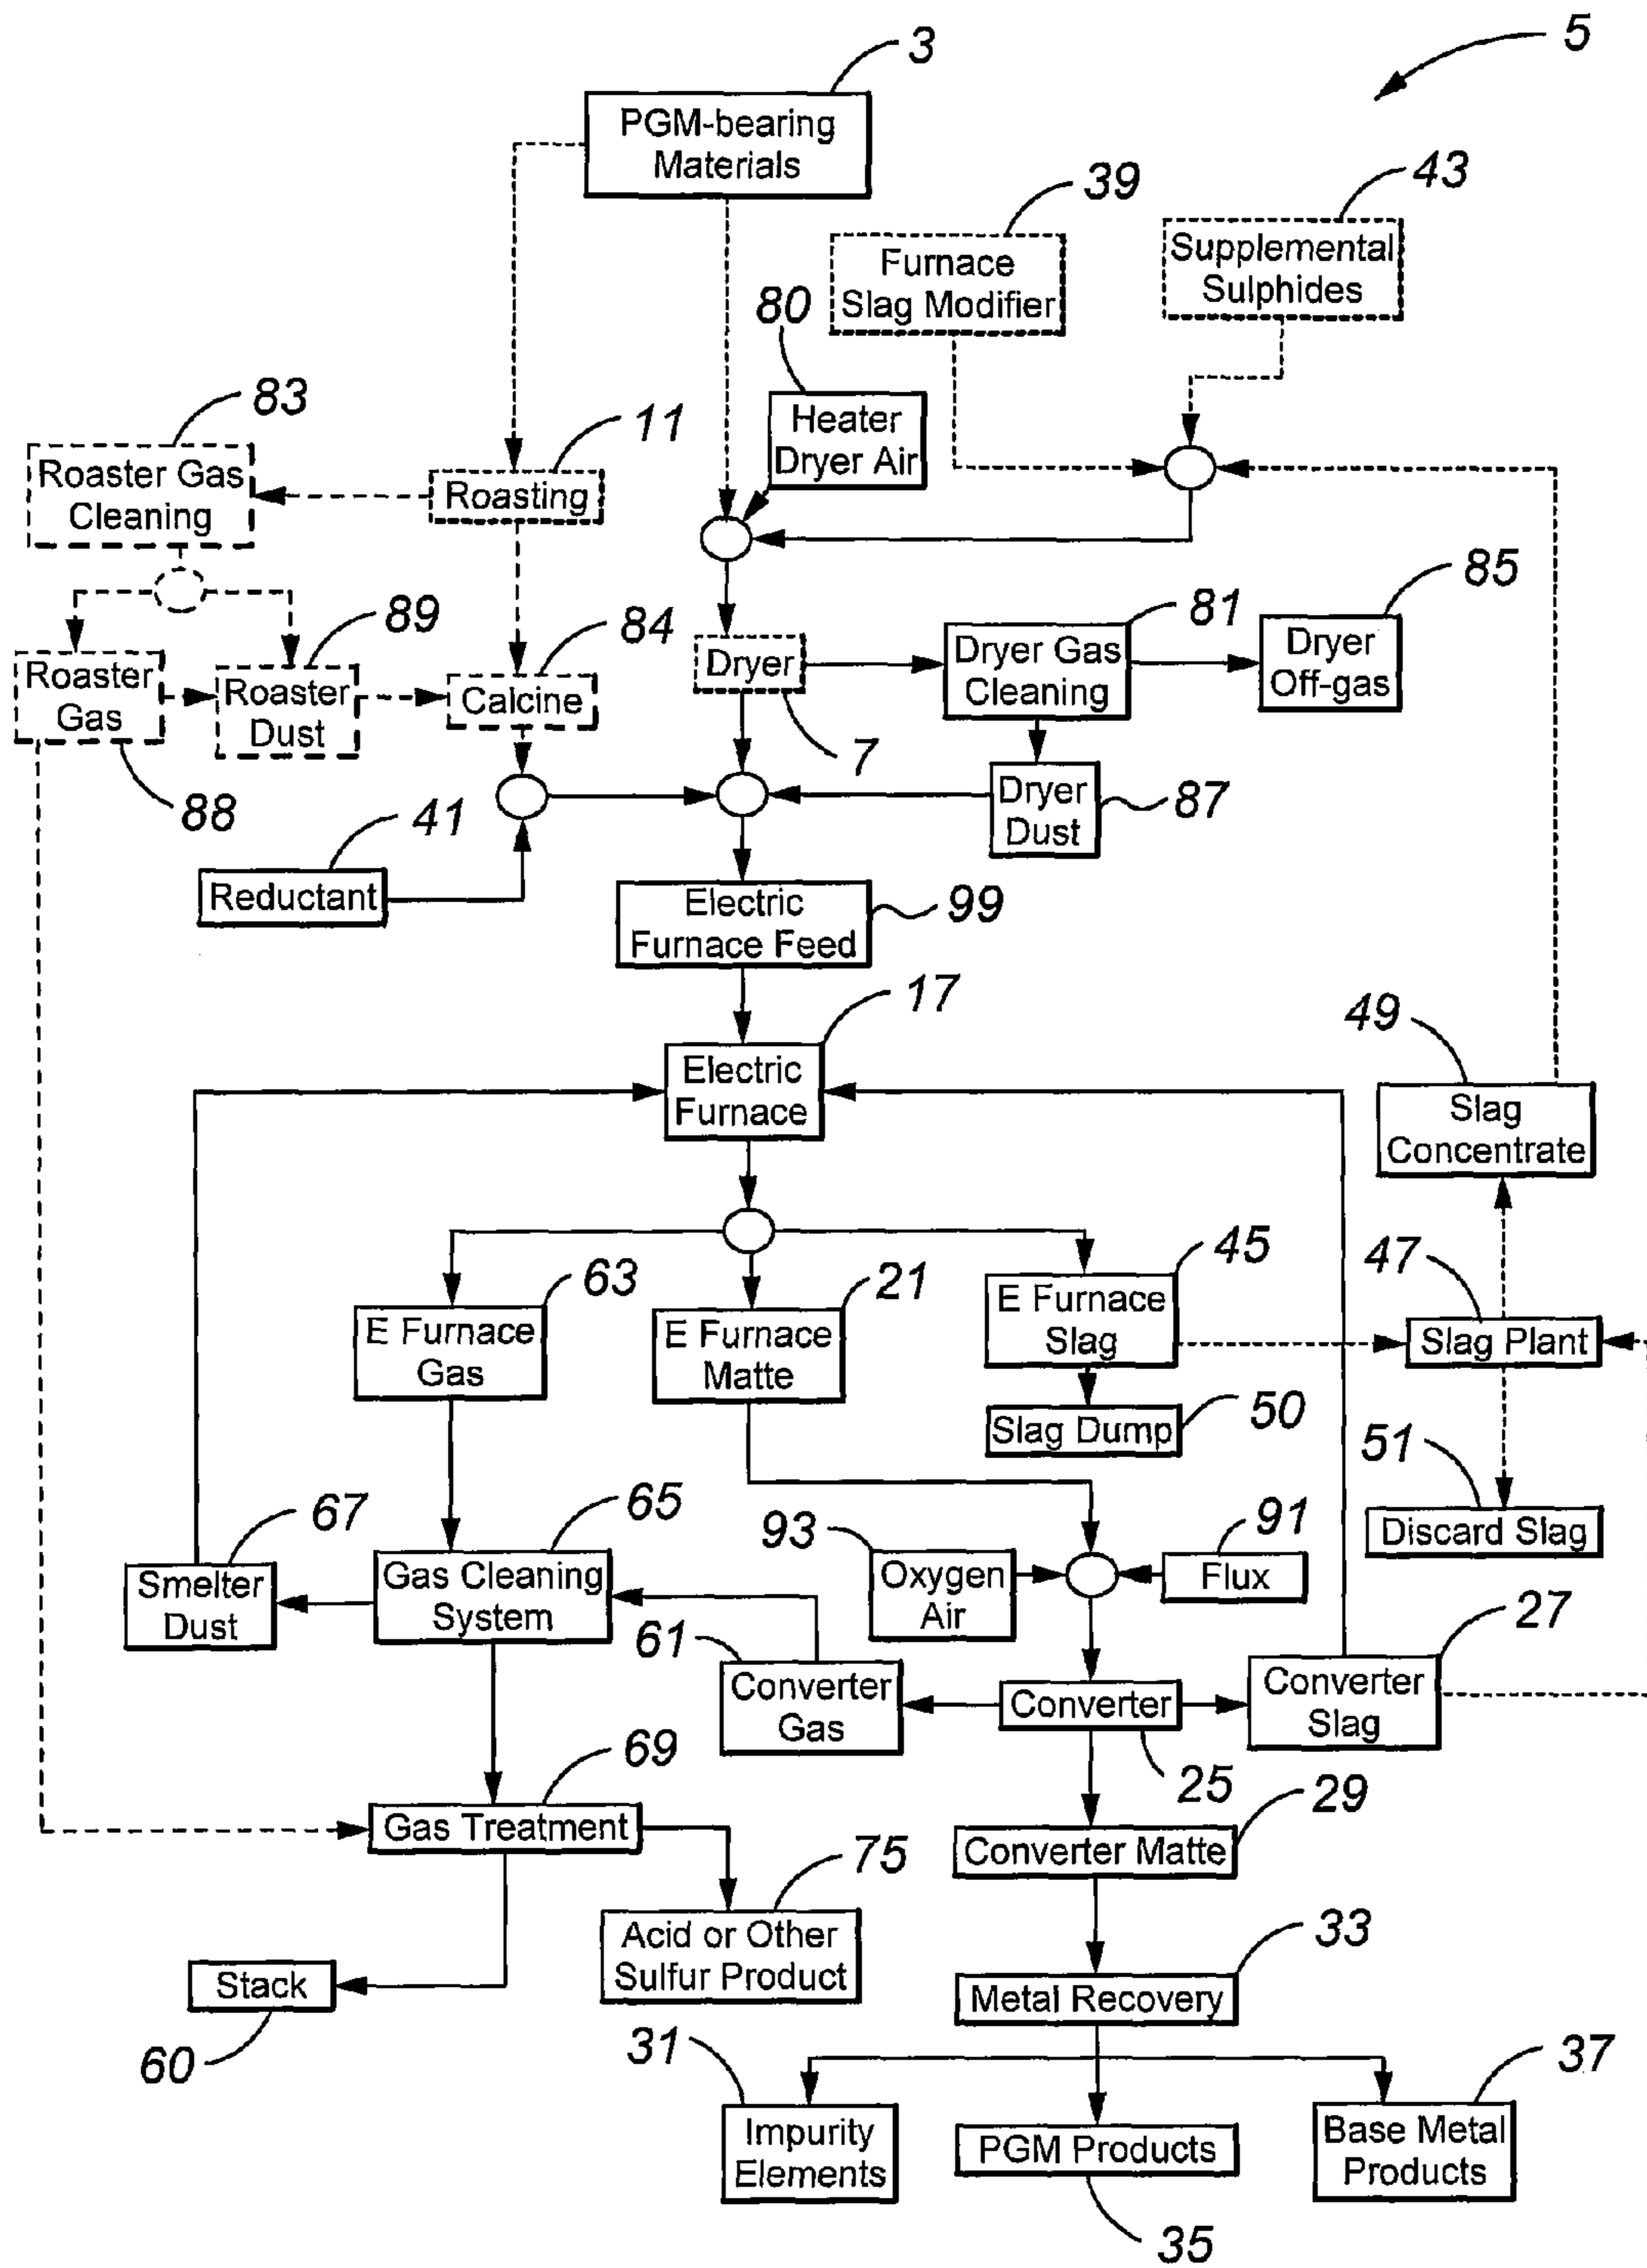 5
3
PGM-bearing
Materials
39
43
Furnace
Slag Modifier
Supplemental
Sulphides
80
Heater
Dryer Air
83
11
Roaster Gas
Cleaning
Roasting
85
81
89
84
Dryer
Dryer Gas
Cleaning
Dryer
Off-gas
Roaster
Gas
Roaster
Dust
Calcine
7
88
Dryer
Dust
87
41
Reductant
Electric
Furnace Feed
99
17
49
Electric
Furnace
Slag
Concentrate
45
47
63
21
E Furnace
Gas
E Furnace
Matte
E Furnace
Slag
Slag Plant
Slag Dump
50
51
Discard Slag
67
65
93
91
Smelter
Dust
Gas Cleaning
System
Oxygen
Air
Flux
61
27
Converter
Gas
Converter
Converter
Slag
69
25
29
Gas Treatment
Converter Matte
75
Acid or Other
Sulfur Product
33
Stack
Metal Recovery
60
31
37
Impurity
Elements
PGM Products
Base Metal
Products
35